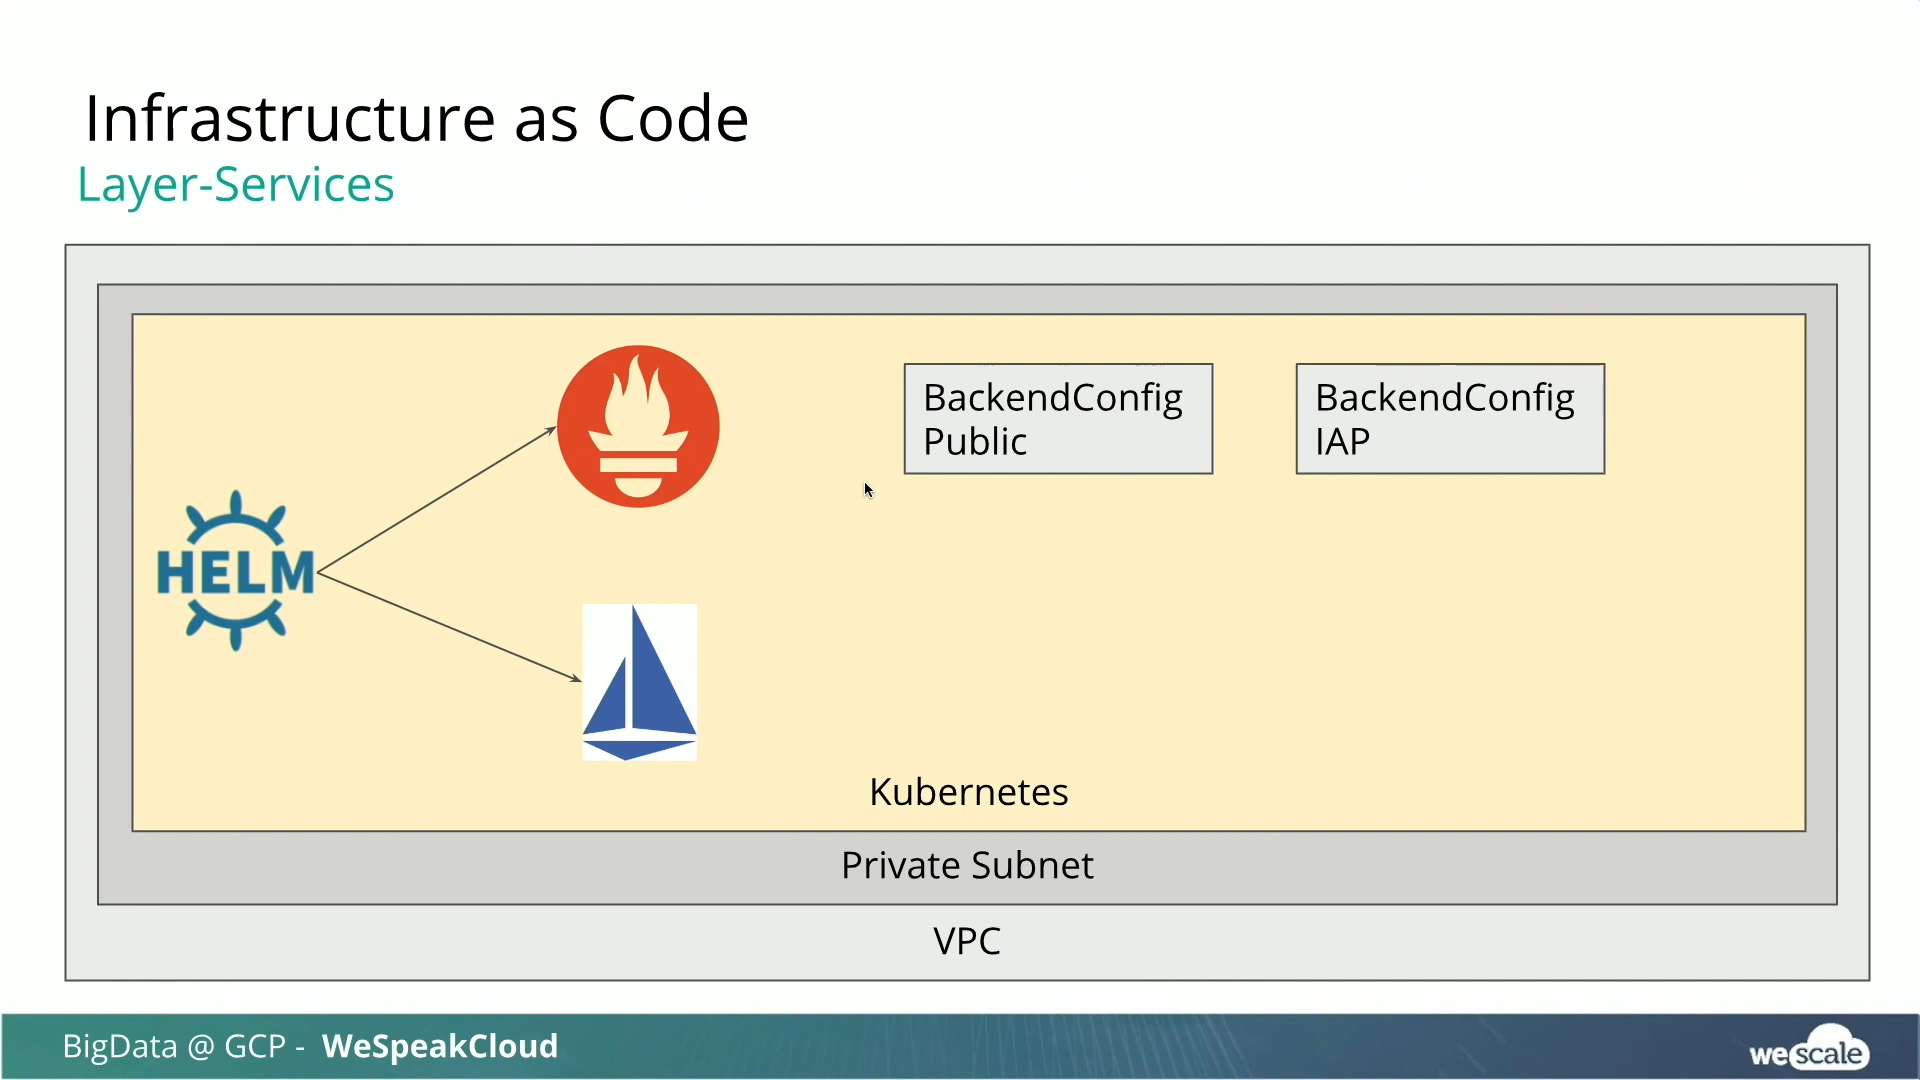 Infrastructure as Code
Layer-Services
BackendConfig
Public
BackendConfig
IAP
HELM
Kubernetes
Private Subnet
VPC
BigData @ GCP - WeSpeakCloud
wescale